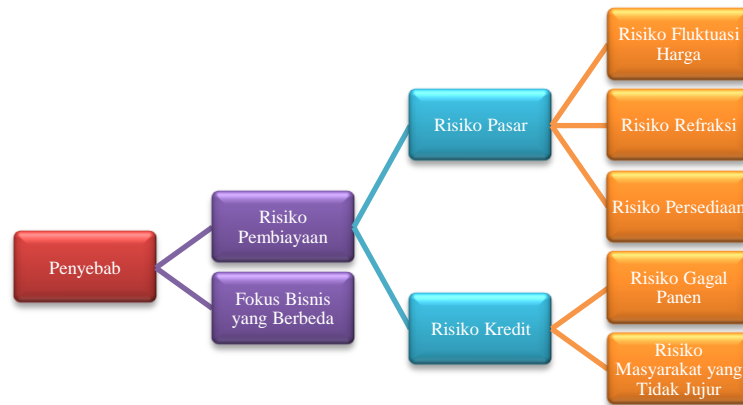 Penyebab
Risiko
Pembiayaan
Fokus Bisnis
yang Berbeda
Risiko Pasar
Risiko Kredit
Risiko Fluktuasi
Harga
Risiko Refraksi
Risiko Persediaan
Risiko Gagal
Panen
Risiko
Masyarakat yang
Tidak Jujur